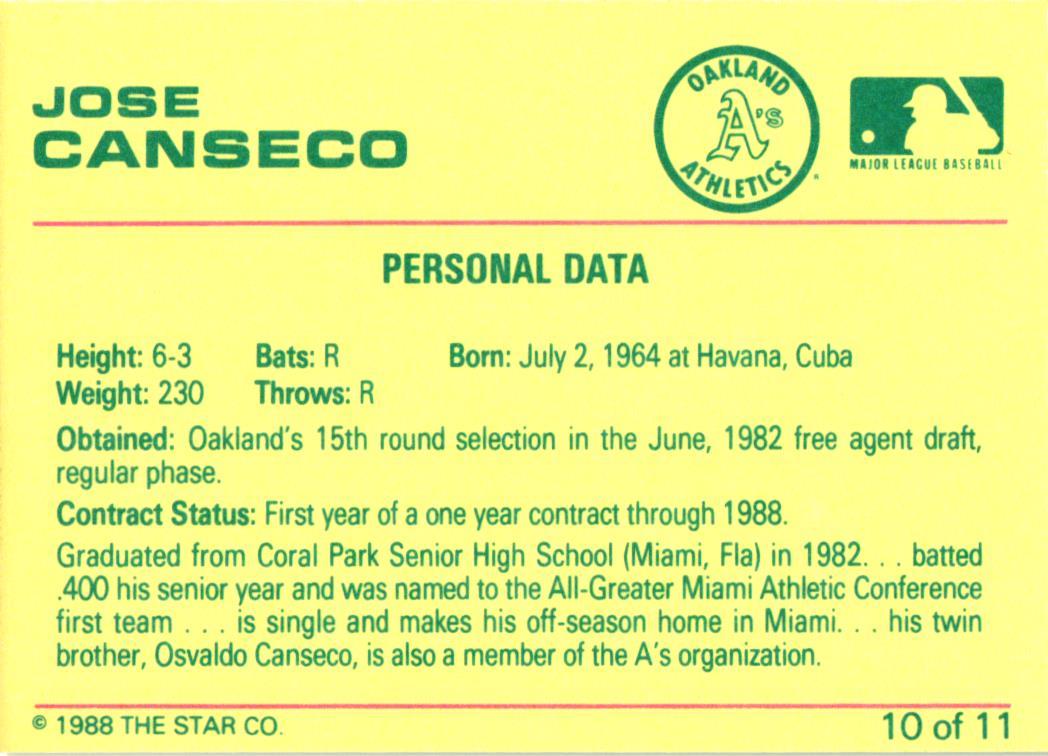 JOSE
CANSECO
OAKLAND
A's
ATHLETICS
MAJOR LEAGUE BASEBALL
PERSONAL DATA
Height: 6-3 Bats: R Born: July 2, 1964 at Havana, Cuba
Weight: 230 Throws: R
Obtained: Oakland's 15th round selection in the June, 1982 free agent draft,
regular phase.
Contract Status: First year of a one year contract through 1988.
Graduated from Coral Park Senior High School (Miami, Fla) in 1982. . . batted
.400 his senior year and was named to the All-Greater Miami Athletic Conference
first team . . . is single and makes his off-season home in Miami. . . his twin
brother, Osvaldo Canseco, is also a member of the A's organization.
© 1988 THE STAR CO. 10 of 11